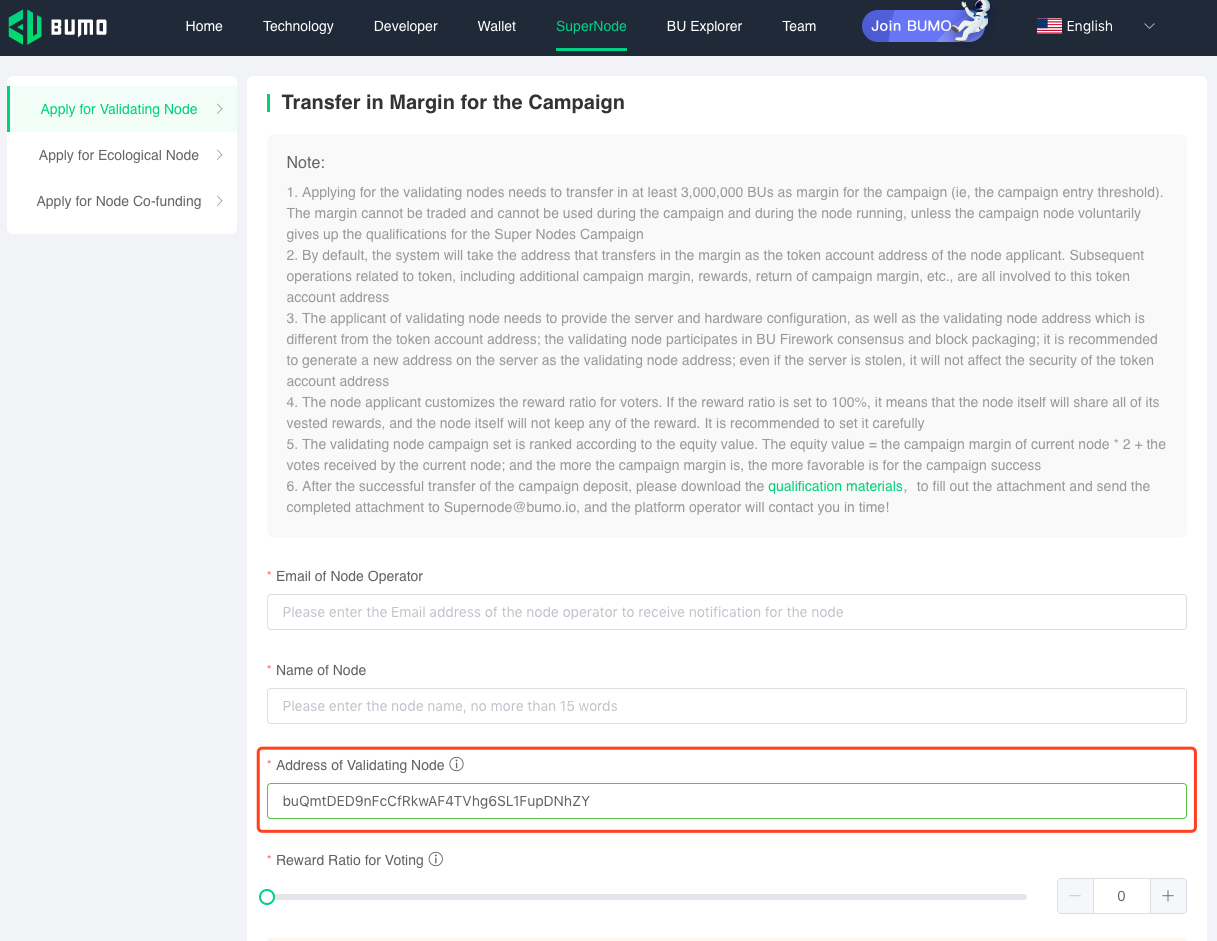 BUMO Home Technology Developer Wallet SuperNode BU Explorer Team Join BUMO English
Apply for Validating Node
Apply for Ecological Node
Apply for Node Co-funding
Transfer in Margin for the Campaign
Note:
1. Applying for the validating nodes needs to transfer in at least 3,000,000 BUs as margin for the campaign (ie, the campaign entry threshold).
The margin cannot be traded and cannot be used during the campaign and during the node running, unless the campaign node voluntarily
gives up the qualifications for the Super Nodes Campaign
2. By default, the system will take the address that transfers in the margin as the token account address of the node applicant. Subsequent
operations related to token, including additional campaign margin, rewards, return of campaign margin, etc., are all involved to this token
account address
3. The applicant of validating node needs to provide the server and hardware configuration, as well as the validating node address which is
different from the token account address; the validating node participates in BU Firework consensus and block packaging; it is recommended
to generate a new address on the server as the validating node address; even if the server is stolen, it will not affect the security of the token
account address
4. The node applicant customizes the reward ratio for voters. If the reward ratio is set to 100%, it means that the node itself will share all of its
vested rewards, and the node itself will not keep any of the reward. It is recommended to set it carefully
5. The validating node campaign set is ranked according to the equity value. The equity value = the campaign margin of current node * 2 + the
votes received by the current node; and the more the campaign margin is, the more favorable is for the campaign success
6. After the successful transfer of the campaign deposit, please download the qualification materials， to fill out the attachment and send the
completed attachment to Supernode@bumo.io, and the platform operator will contact you in time!
* Email of Node Operator
Please enter the Email address of the node operator to receive notification for the node
* Name of Node
Please enter the node name, no more than 15 words
* Address of Validating Node
buQmtDED9nFcCfRkwAF4TVhg6SL1FupDNhZY
* Reward Ratio for Voting
0